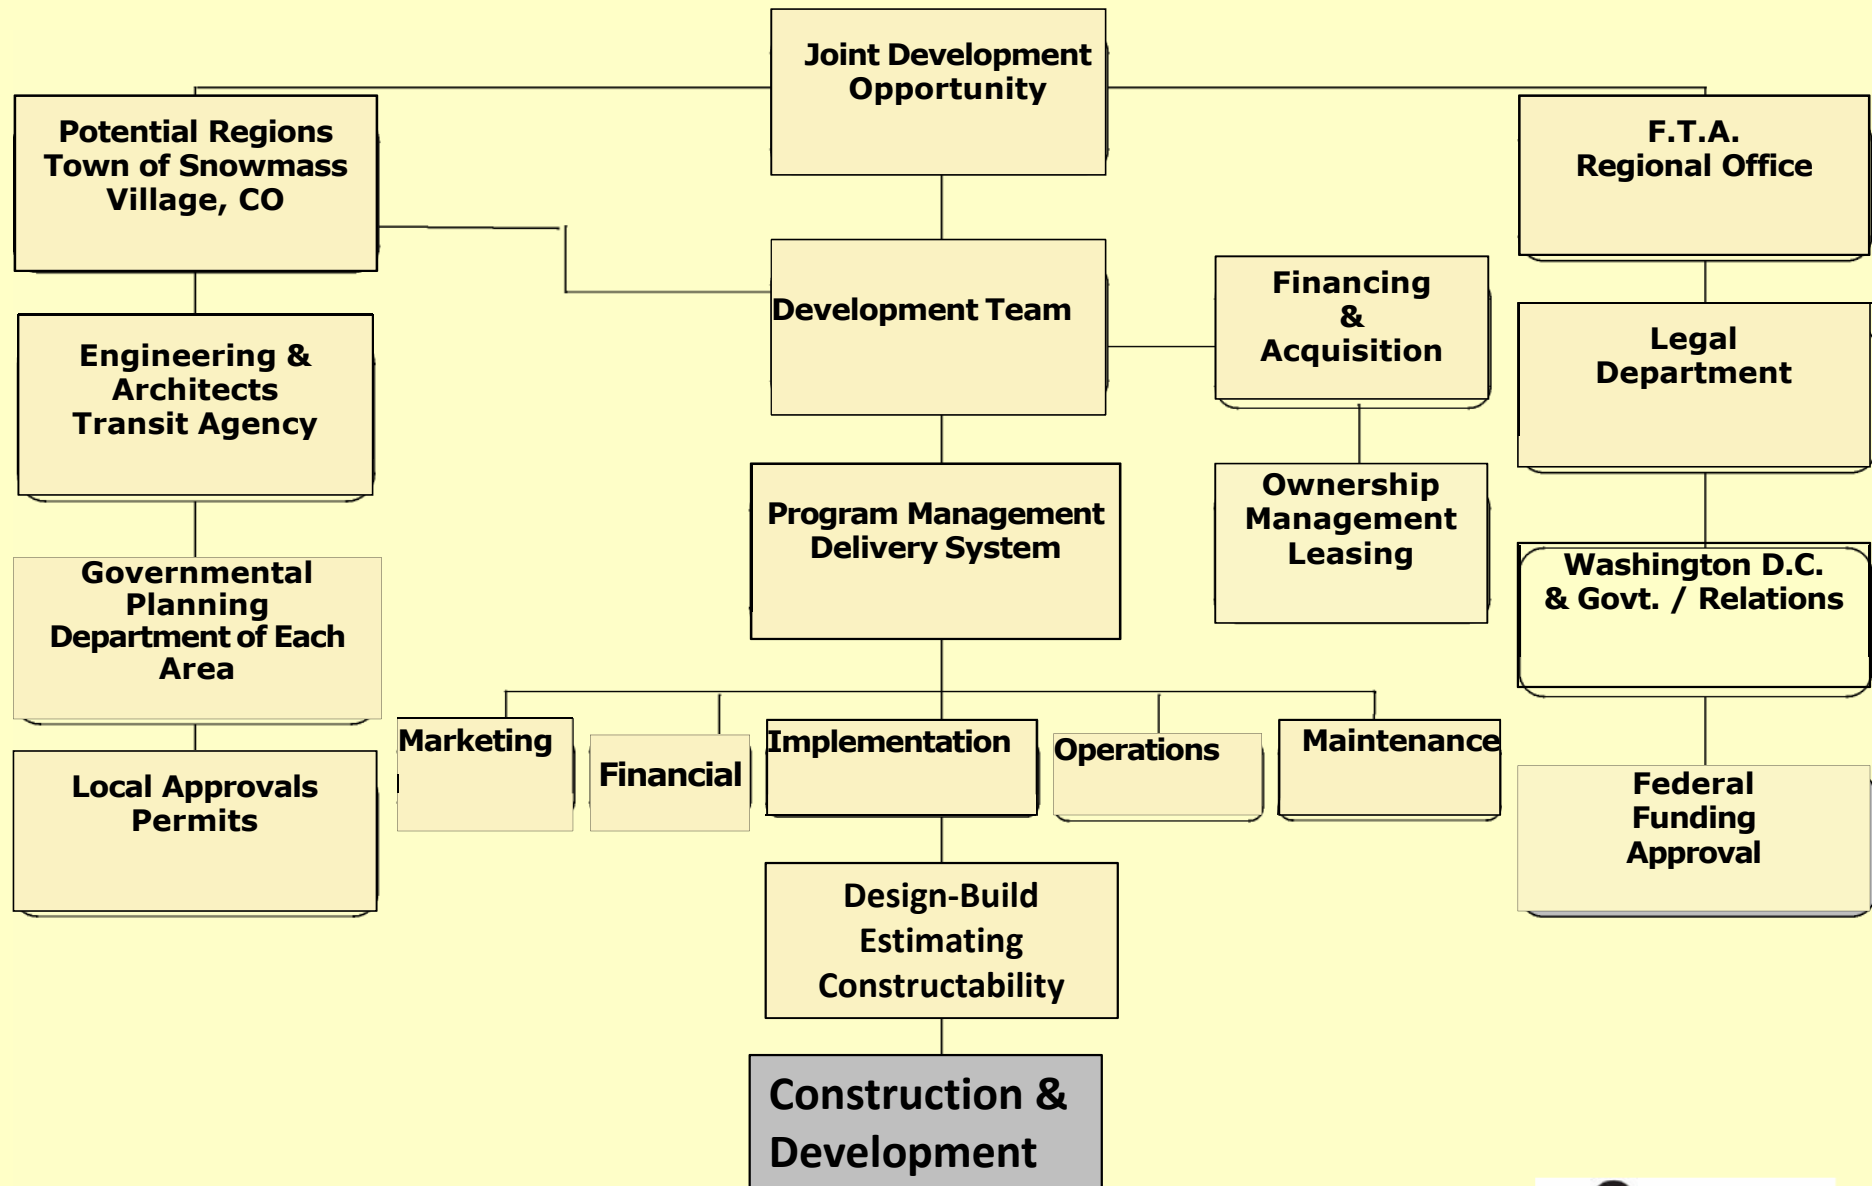 Joint Development
Opportunity
Potential Regions
Town of Snowmass
Village, CO
F.T.A.
Regional Office
Development Team
Financing
&
Acquisition
Engineering &
Architects
Transit Agency
Legal
Department
Program Management
Delivery System
Ownership
Management
Leasing
Governmental
Planning
Department of Each
Area
Washington D.C.
& Govt. / Relations
Marketing
Financial
Implementation
Operations
Maintenance
Local Approvals
Permits
Federal
Funding
Approval
Design-Build
Estimating
Constructability
Construction &
Development